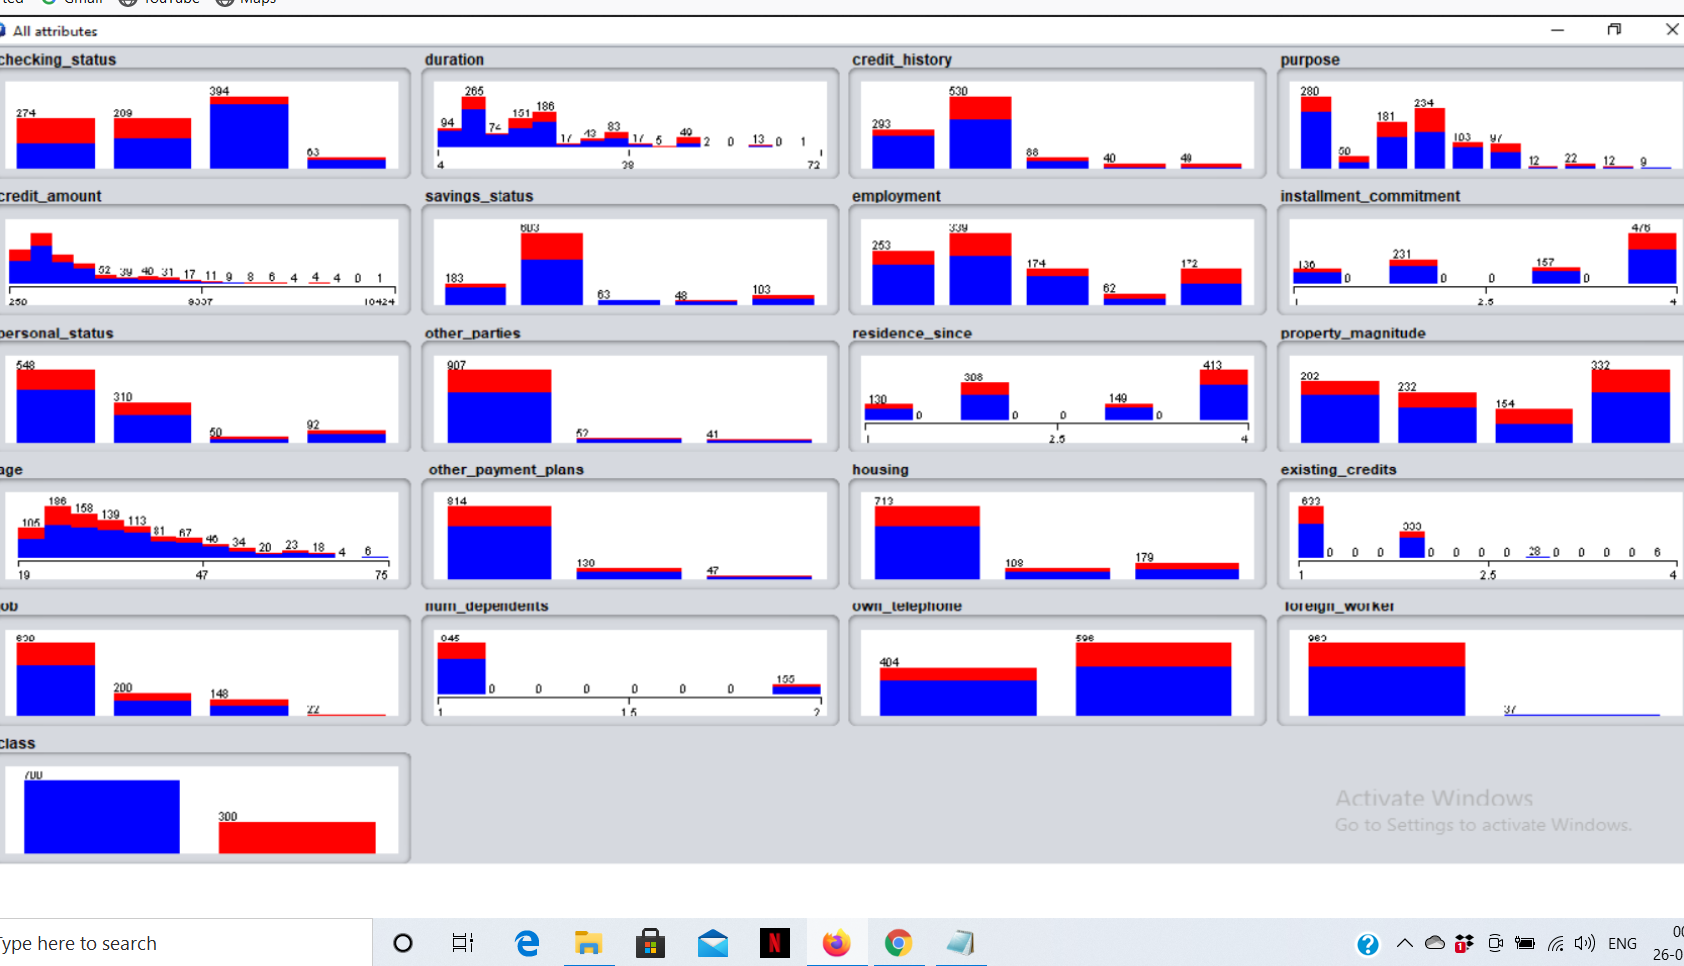 Gmail YouTube Maps
All attributes
checking_status duration credit_history purpose
274 209 394 63
94 265 74 151 186 17 43 83 17 5 49 2 0 13 0 1
4 38 72
293 530 88 40 49
280 50 181 234 103 97 12 22 12 9
credit_amount savings_status employment installment_commitment
52 39 40 31 17 11 9 8 6 4 4 4 0 1
250
183 603 63 48 103
253 339 174 62 172
136 0 231 0 0 157 0 476
1 2.5 4
personal_status other_parties residence_since property_magnitude
548 310 50 92
907 52 41
130 0 308 0 0 149 0 413
1 2.5 4
202 232 154 332
age other_payment_plans housing existing_credits
105 186 158 139 113 81 67 46 34 20 23 18 4 6
19 47 75
814 130 47
713 108 179
633 0 0 0 333 0 0 0 0 28 0 0 0 0 6
1 2.5 4
job num_dependents own_telephone foreign_worker
630 200 148 22
845 0 0 0 0 0 0 155
1 1.5 2
404 596
963 37
class
700 300
Activate Windows
Go to Settings to activate Windows.
Type here to search
1 ENG
26-0